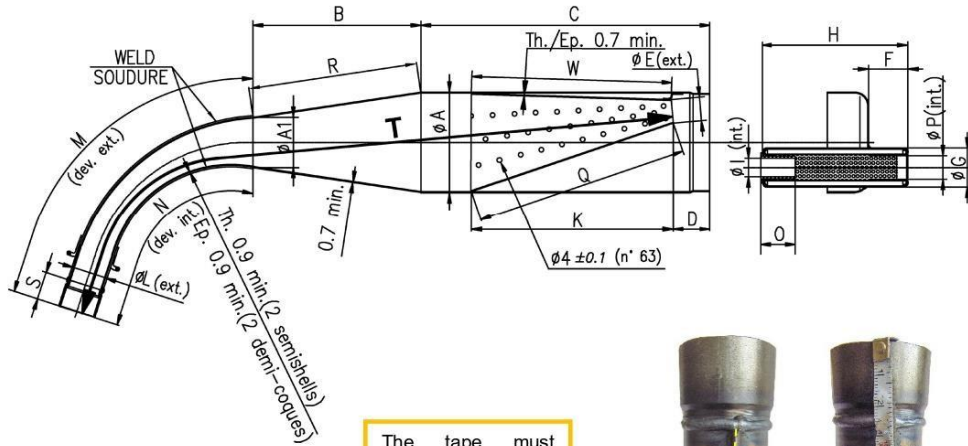 B
C
Th./Ep. 0.7 min.
øE(ext.)
H
F
WELD
SOUDURE
R
W
M
(dev. ext.)
øA1
T
øA
øI (int.)
øP(int.)
øG
N
(dev. int.)
0.7 min.
Q
K
D
O
S
øL(ext.)
ø4 ±0.1 (n° 63)
Th. 0.9 min.(2 semishells)
Ep. 0.9 min.(2 demi-coques)
The tape must